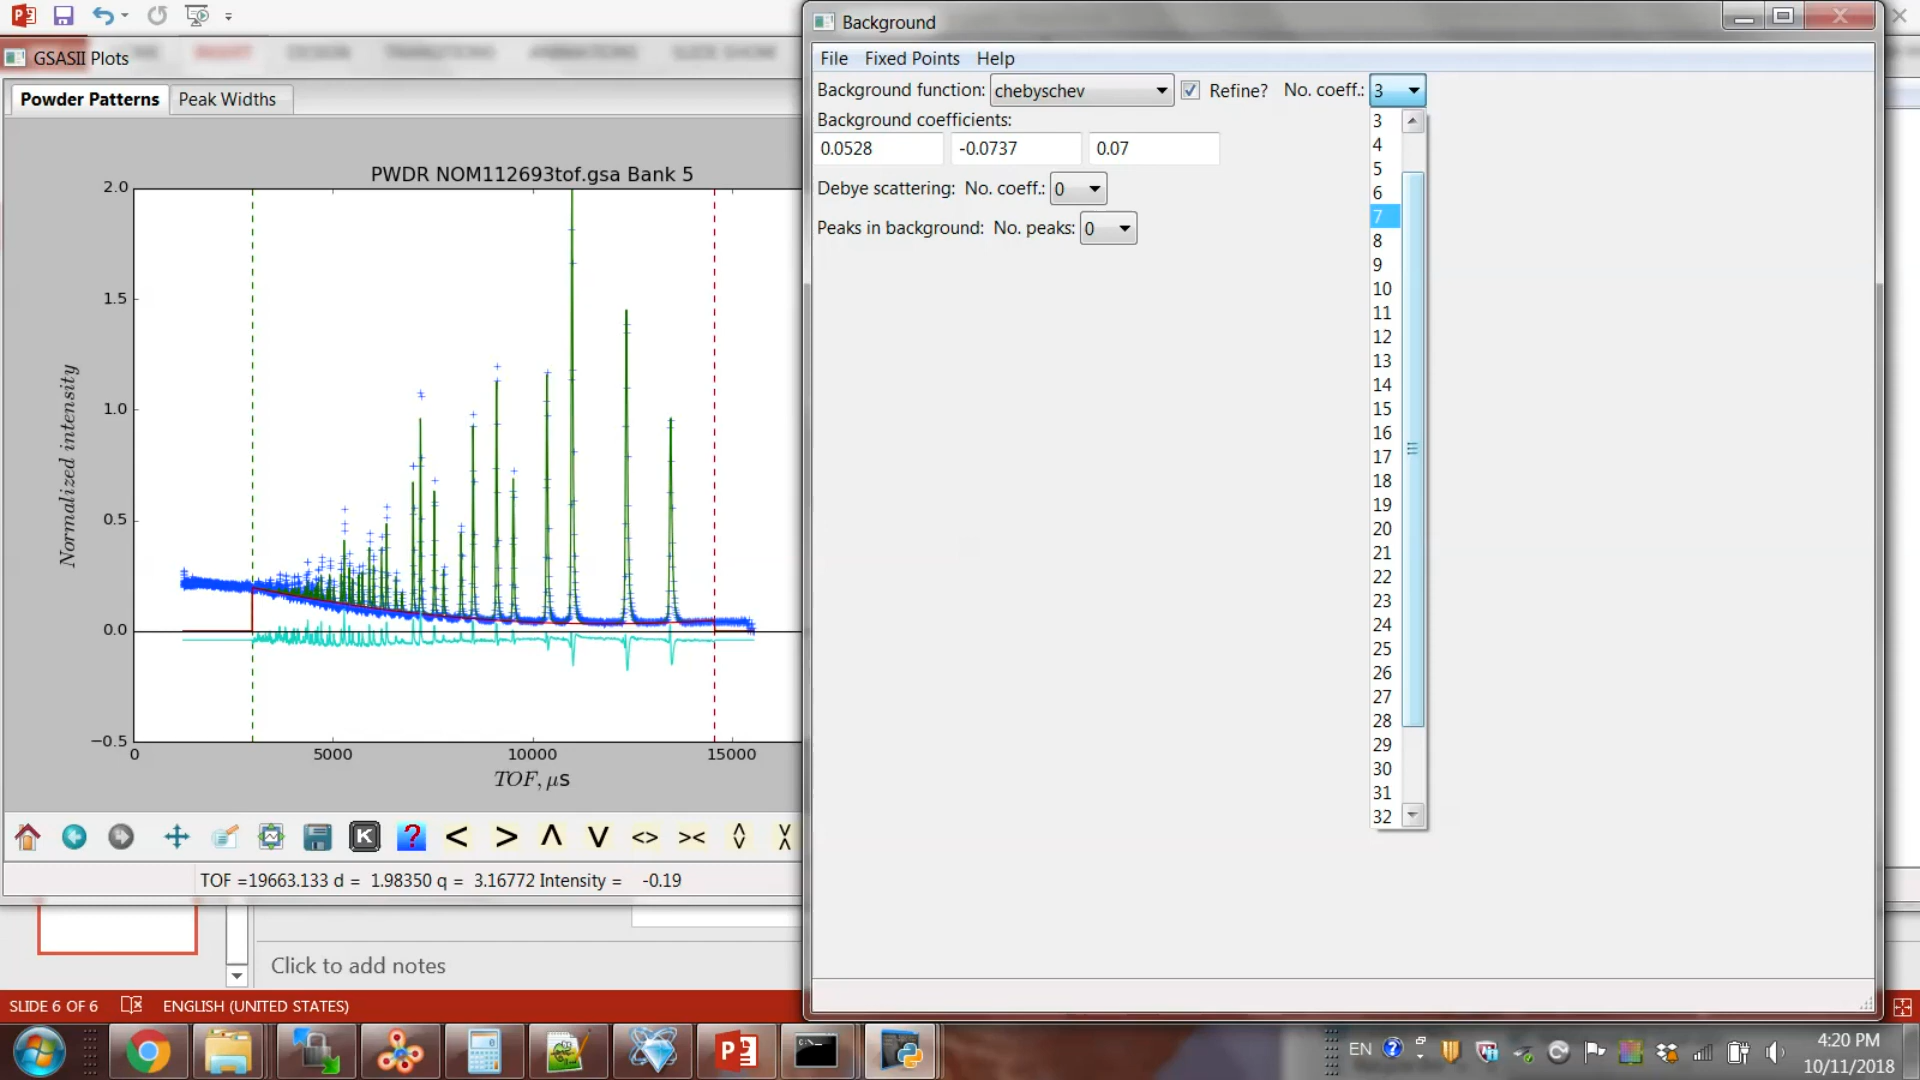 GSASII Plots
Powder Patterns
Peak Widths
PWDR NOM112693tof.gsa Bank 5
2.0
1.5
1.0
0.5
0.0
−0.5
Normalized intensity
0
5000
10000
15000
TOF, μs
K
?
TOF =19663.133 d = 1.98350 q = 3.16772 Intensity = -0.19
Click to add notes
SLIDE 6 OF 6
ENGLISH (UNITED STATES)
Background
File Fixed Points Help
Background function: chebyschev Refine? No. coeff.: 3
Background coefficients:
0.0528 -0.0737 0.07
Debye scattering: No. coeff.: 0
Peaks in background: No. peaks: 0
3
4
5
6
7
8
9
10
11
12
13
14
15
16
17
18
19
20
21
22
23
24
25
26
27
28
29
30
31
32
EN
4:20 PM
10/11/2018